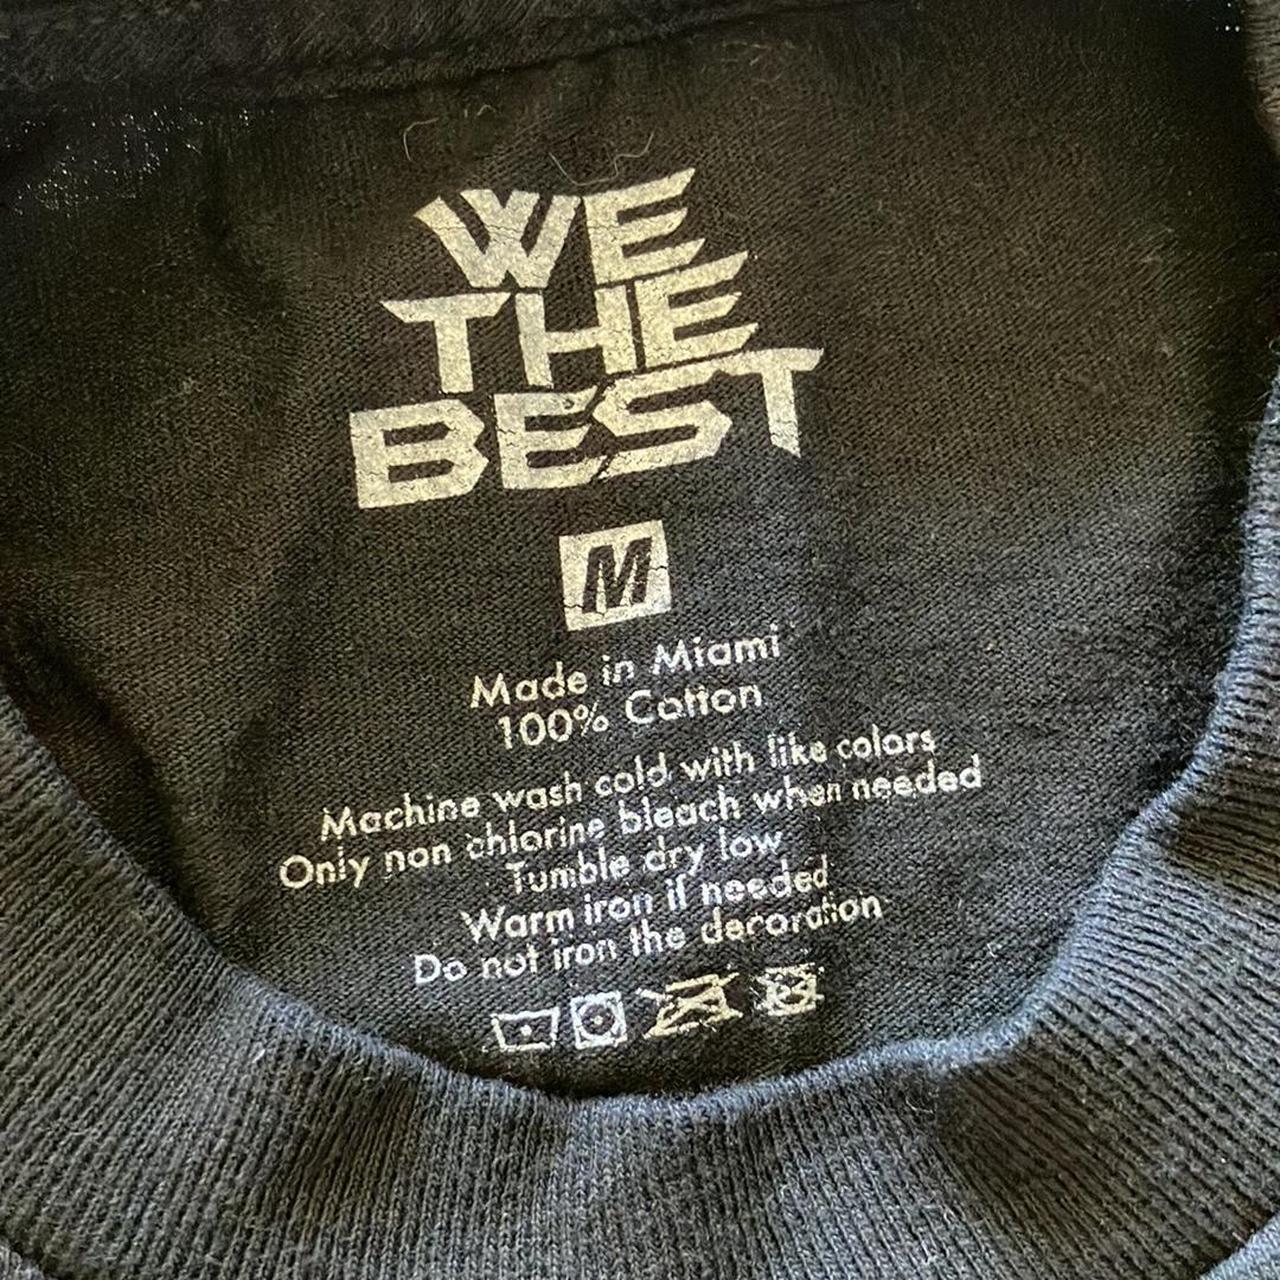 WE
THE
BEST
M
Made in Miami
100% Cotton
Machine wash cold with like colors
Only non chlorine bleach when needed
Tumble dry low
Warm iron if needed
Do not iron the decoration